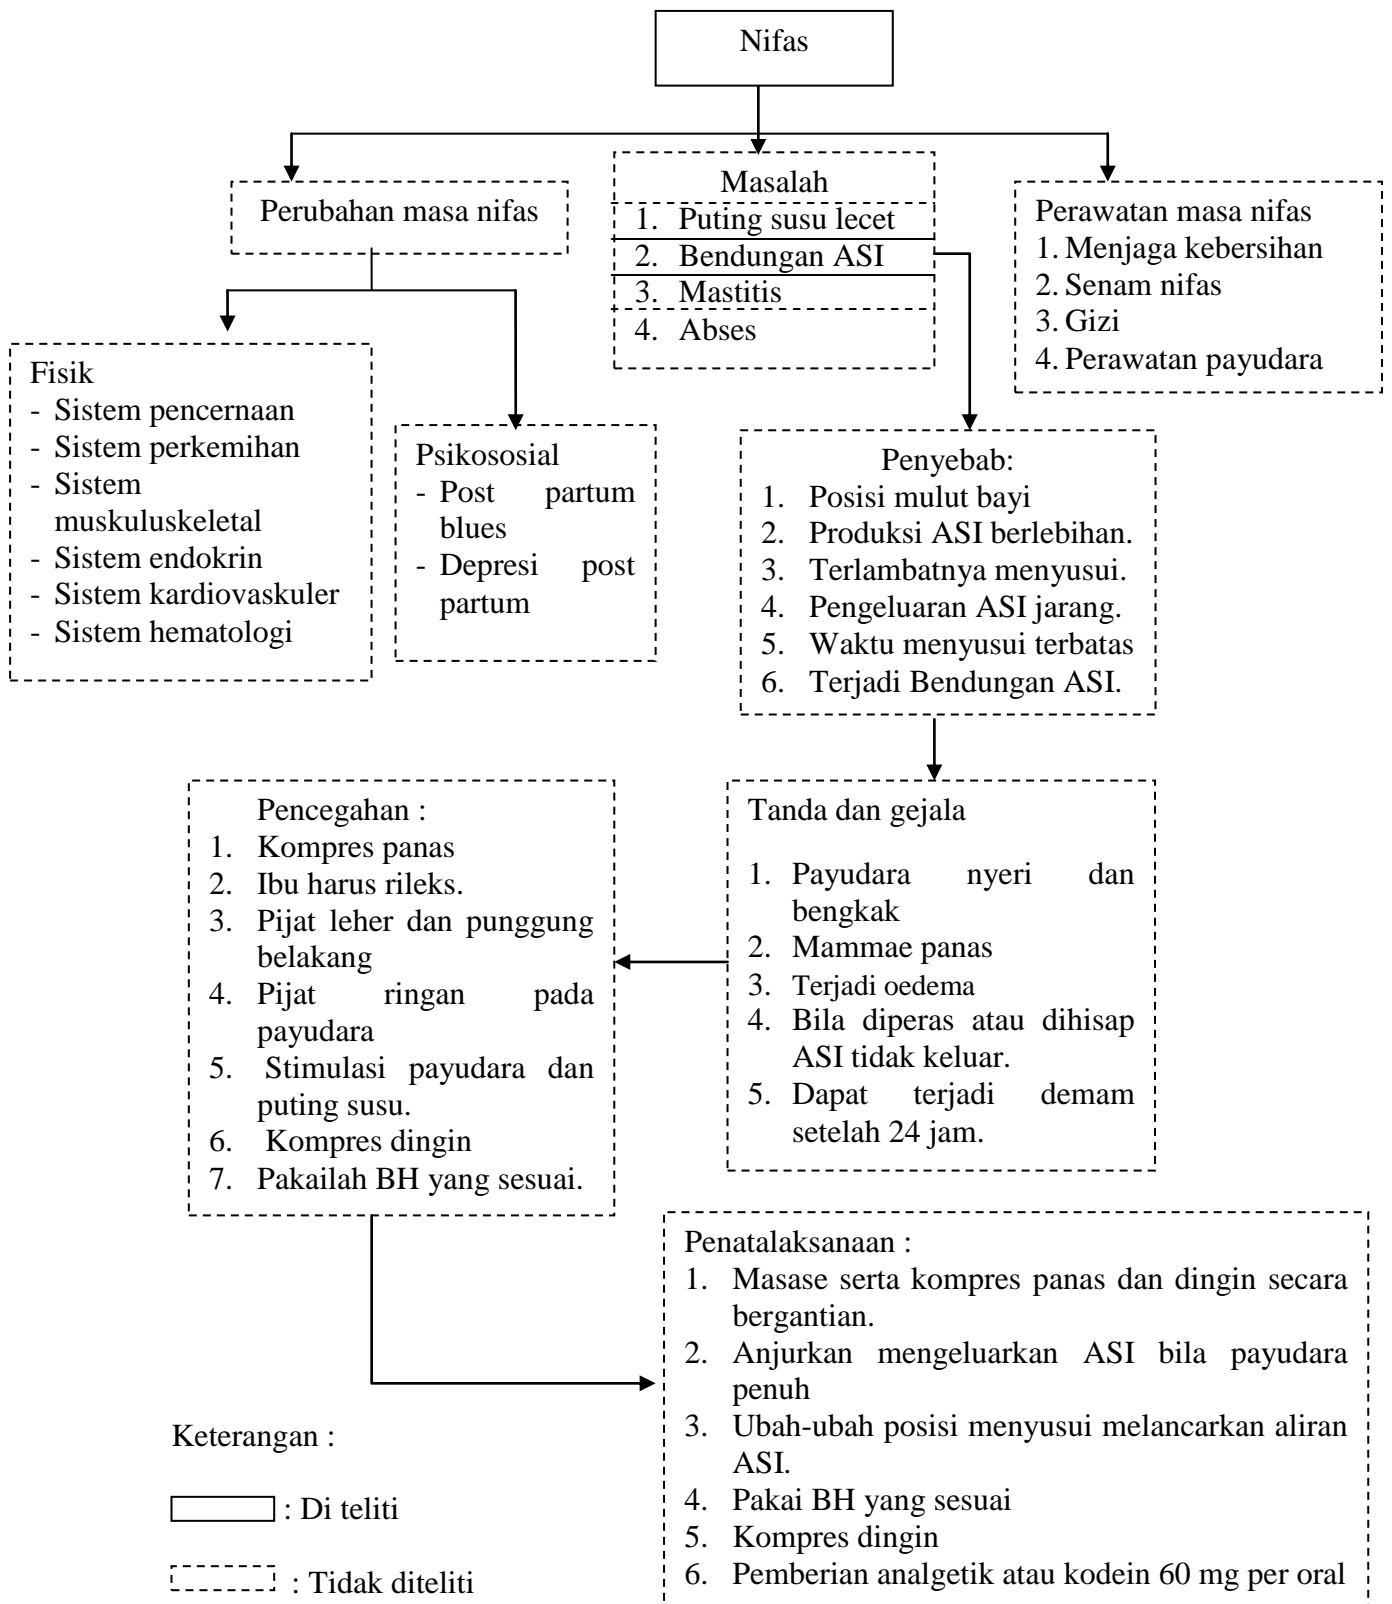 Nifas
Perubahan masa nifas
Masalah
1. Puting susu lecet
2. Bendungan ASI
3. Mastitis
4. Abses
Perawatan masa nifas
1. Menjaga kebersihan
2. Senam nifas
3. Gizi
4. Perawatan payudara
Fisik
- Sistem pencernaan
- Sistem perkemihan
- Sistem
muskuluskeletal
- Sistem endokrin
- Sistem kardiovaskuler
- Sistem hematologi
Psikososial
- Post partum
blues
- Depresi post
partum
Penyebab:
1. Posisi mulut bayi
2. Produksi ASI berlebihan.
3. Terlambatnya menyusui.
4. Pengeluaran ASI jarang.
5. Waktu menyusui terbatas
6. Terjadi Bendungan ASI.
Tanda dan gejala
1. Payudara nyeri dan
bengkak
2. Mammae panas
3. Terjadi oedema
4. Bila diperas atau dihisap
ASI tidak keluar.
5. Dapat terjadi demam
setelah 24 jam.
Pencegahan :
1. Kompres panas
2. Ibu harus rileks.
3. Pijat leher dan punggung
belakang
4. Pijat ringan pada
payudara
5. Stimulasi payudara dan
puting susu.
6. Kompres dingin
7. Pakailah BH yang sesuai.
Penatalaksanaan :
1. Masase serta kompres panas dan dingin secara
bergantian.
2. Anjurkan mengeluarkan ASI bila payudara
penuh
3. Ubah-ubah posisi menyusui melancarkan aliran
ASI.
4. Pakai BH yang sesuai
5. Kompres dingin
6. Pemberian analgetik atau kodein 60 mg per oral
Keterangan :
: Di teliti
: Tidak diteliti